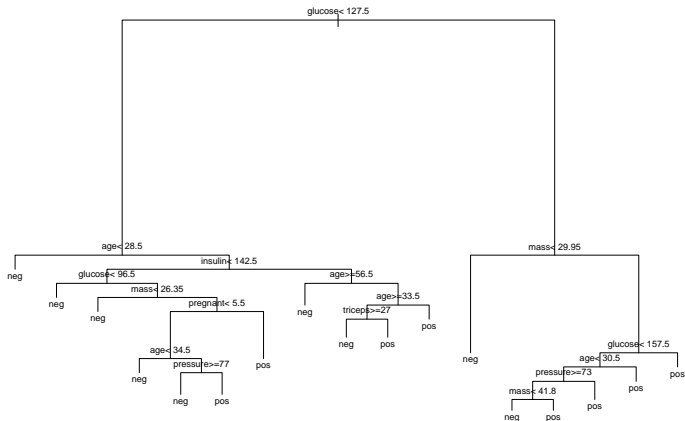 glucose< 127.5
age< 28.5
mass< 29.95
neg
insulin< 142.5
glucose< 96.5
age>=56.5
neg
mass< 26.35
neg
age>=33.5
neg
pregnant< 5.5
triceps>=27
pos
neg
pos
age< 34.5
pos
neg
pressure>=77
neg
pos
neg
glucose< 157.5
age< 30.5
pos
pressure>=73
pos
mass< 41.8
pos
neg
pos